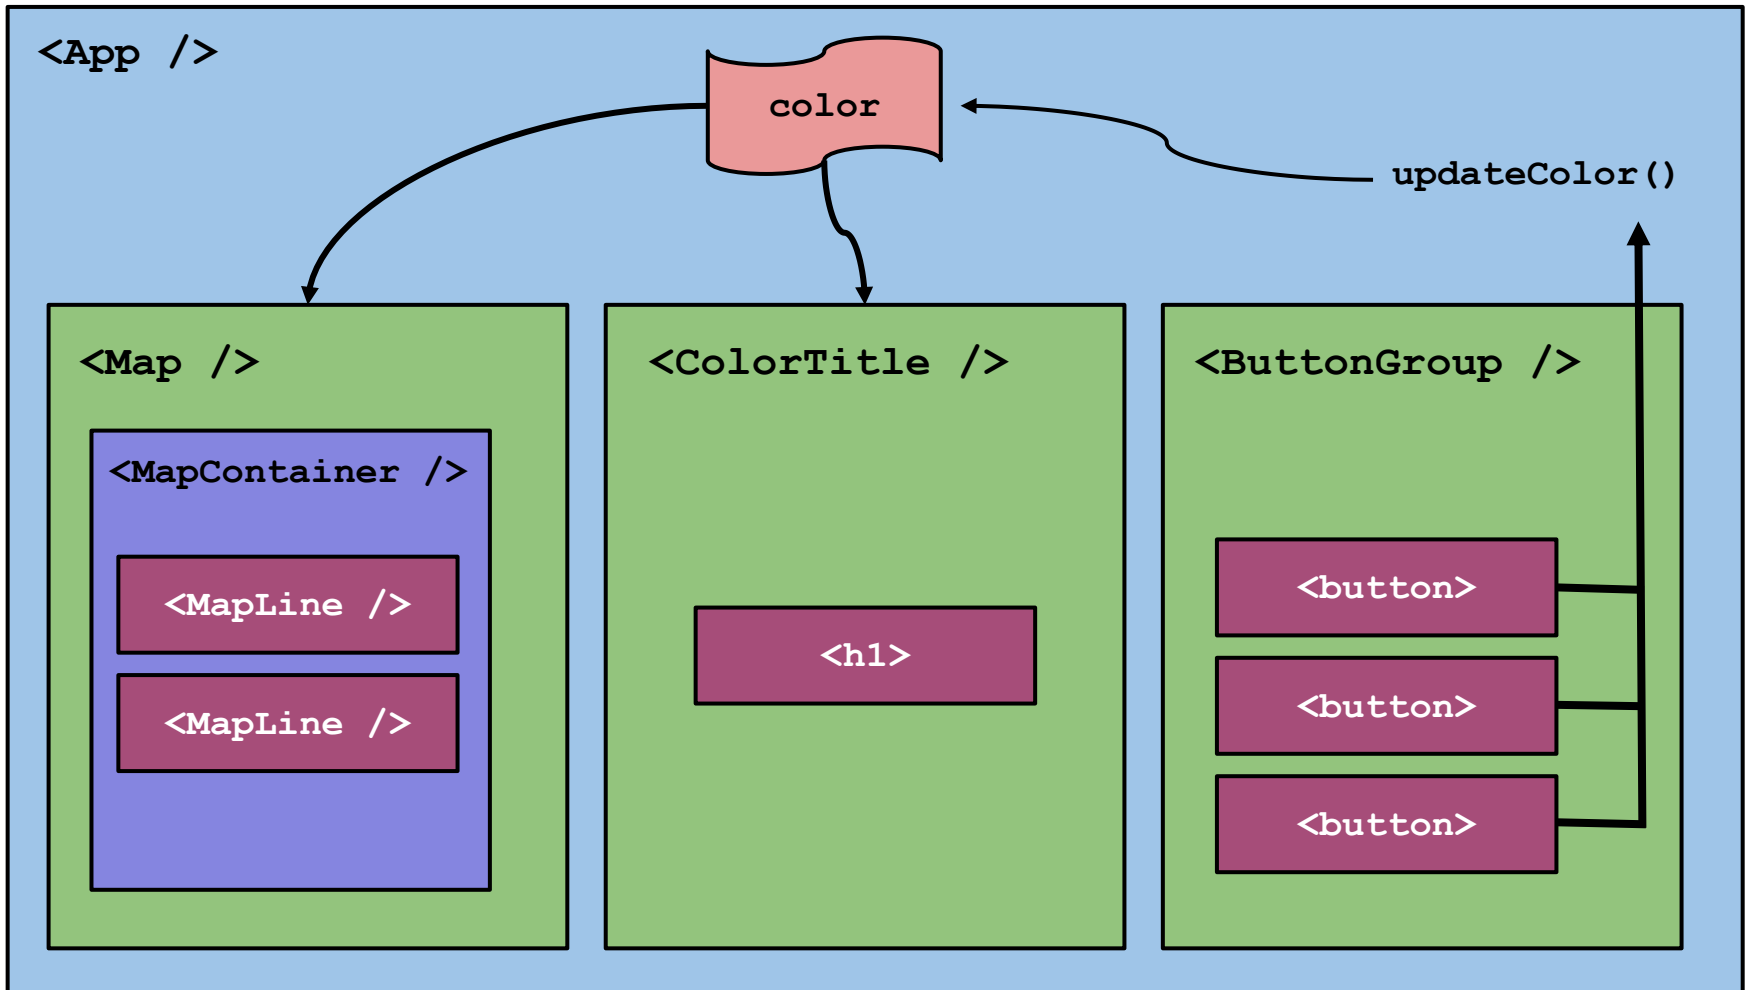 <App />
color
updateColor()
<Map />
<MapContainer />
<MapLine />
<MapLine />
<ColorTitle />
<h1>
<ButtonGroup />
<button>
<button>
<button>